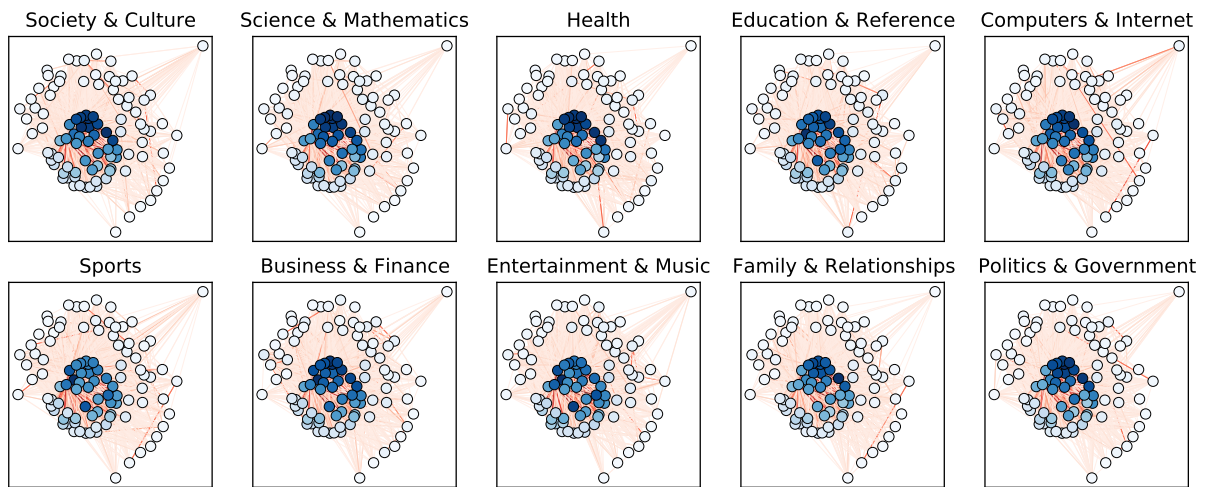 Society & Culture
Science & Mathematics
Health
Education & Reference
Computers & Internet
Sports
Business & Finance
Entertainment & Music
Family & Relationships
Politics & Government